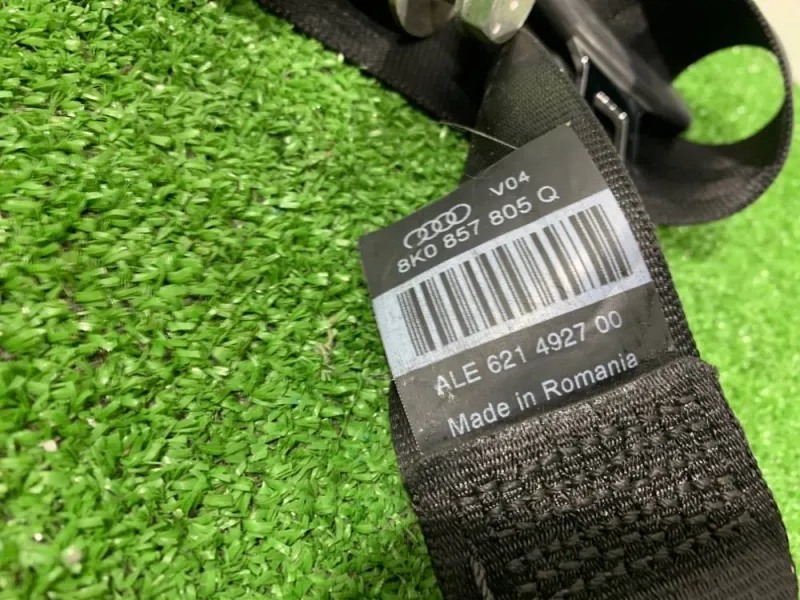 V04
8K0 857 805 Q
ALE 621 4927 00
Made in Romania